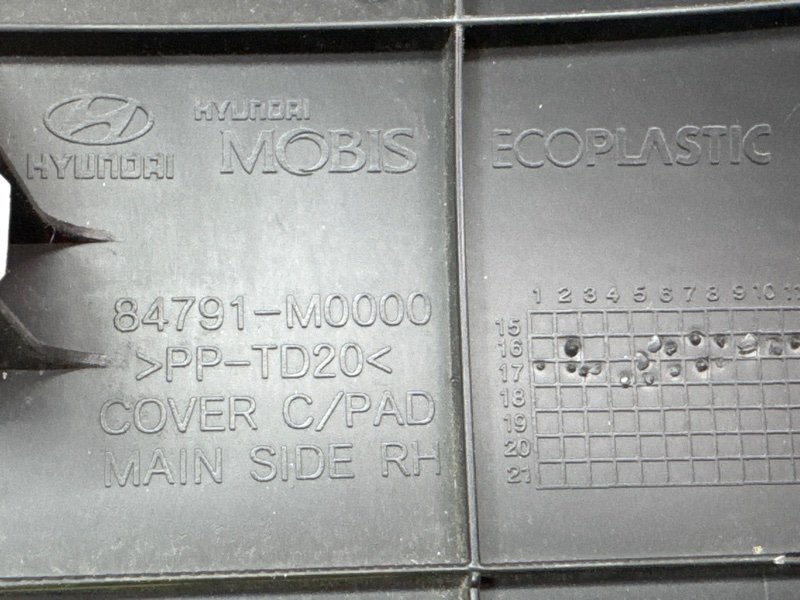 HYUNDAI
HYUNDAI
MOBIS
ECOPLASTIC
84791-M0000
>PP-TD20<
COVER C/PAD
MAIN SIDE RH
1 2 3 4 5 6 7 8 9 10 11
15
16
17
18
19
20
21